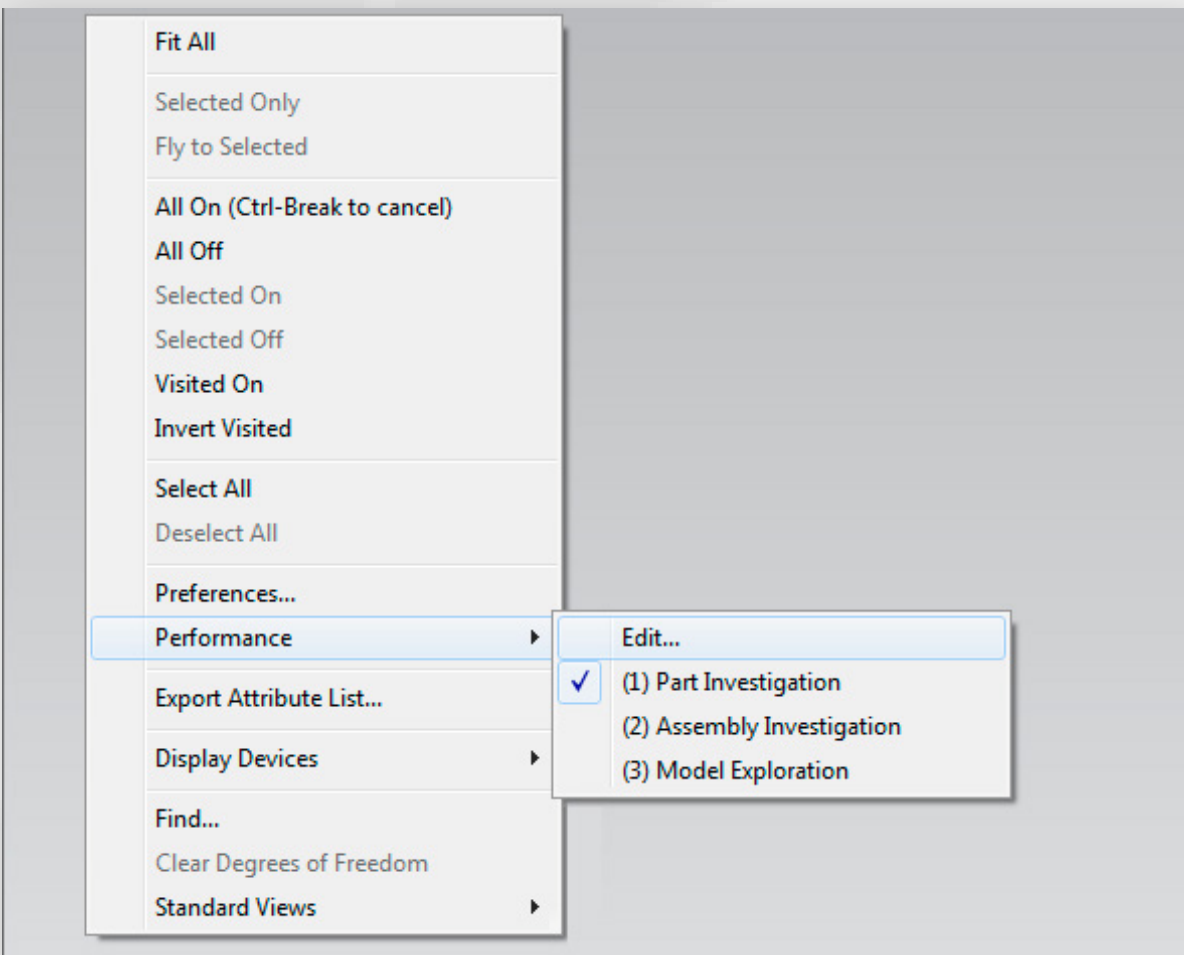 Fit All
Selected Only
Fly to Selected
All On (Ctrl-Break to cancel)
All Off
Selected On
Selected Off
Visited On
Invert Visited
Select All
Deselect All
Preferences...
Performance
Edit...
(1) Part Investigation
(2) Assembly Investigation
(3) Model Exploration
Export Attribute List...
Display Devices
Find...
Clear Degrees of Freedom
Standard Views